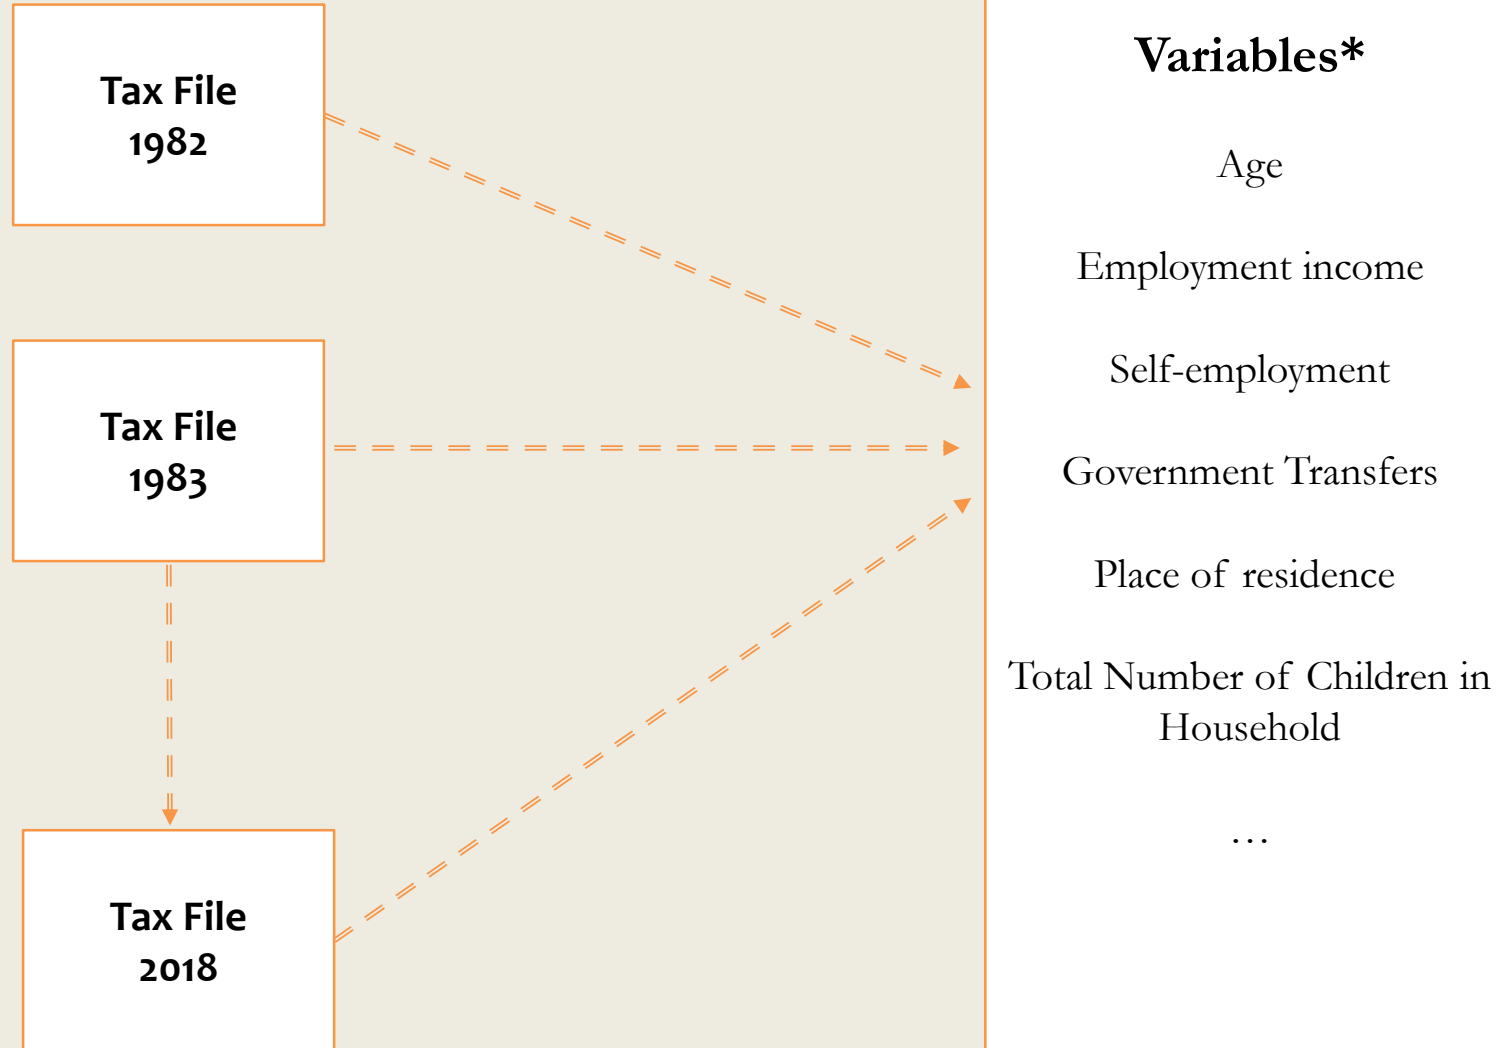 Tax File
1982
Tax File
1983
Tax File
2018
Variables*
Age
Employment income
Self-employment
Government Transfers
Place of residence
Total Number of Children in
Household
…